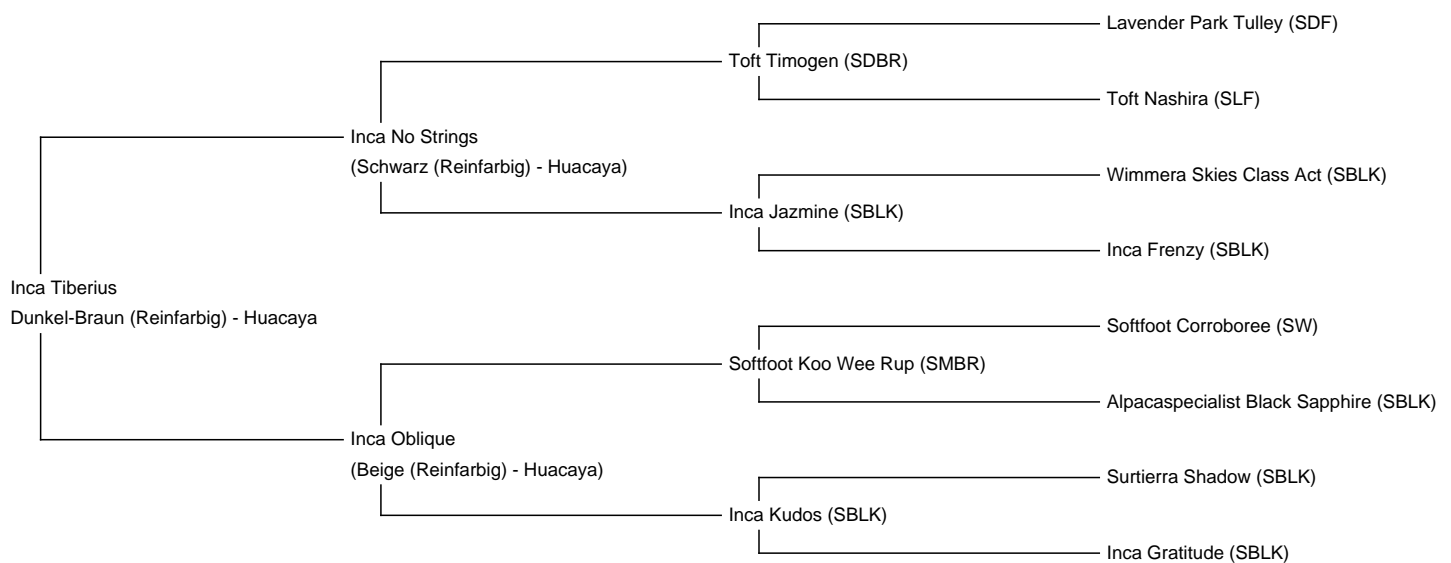 Lavender Park Tulley (SDF)
Toft Timogen (SDBR)
Toft Nashira (SLF)
Inca No Strings
(Schwarz (Reinfarbig) - Huacaya)
Wimmera Skies Class Act (SBLK)
Inca Jazmine (SBLK)
Inca Frenzy (SBLK)
Inca Tiberius
Dunkel-Braun (Reinfarbig) - Huacaya
Softfoot Corroboree (SW)
Softfoot Koo Wee Rup (SMBR)
Alpacaspecialist Black Sapphire (SBLK)
Inca Oblique
(Beige (Reinfarbig) - Huacaya)
Surtierra Shadow (SBLK)
Inca Kudos (SBLK)
Inca Gratitude (SBLK)